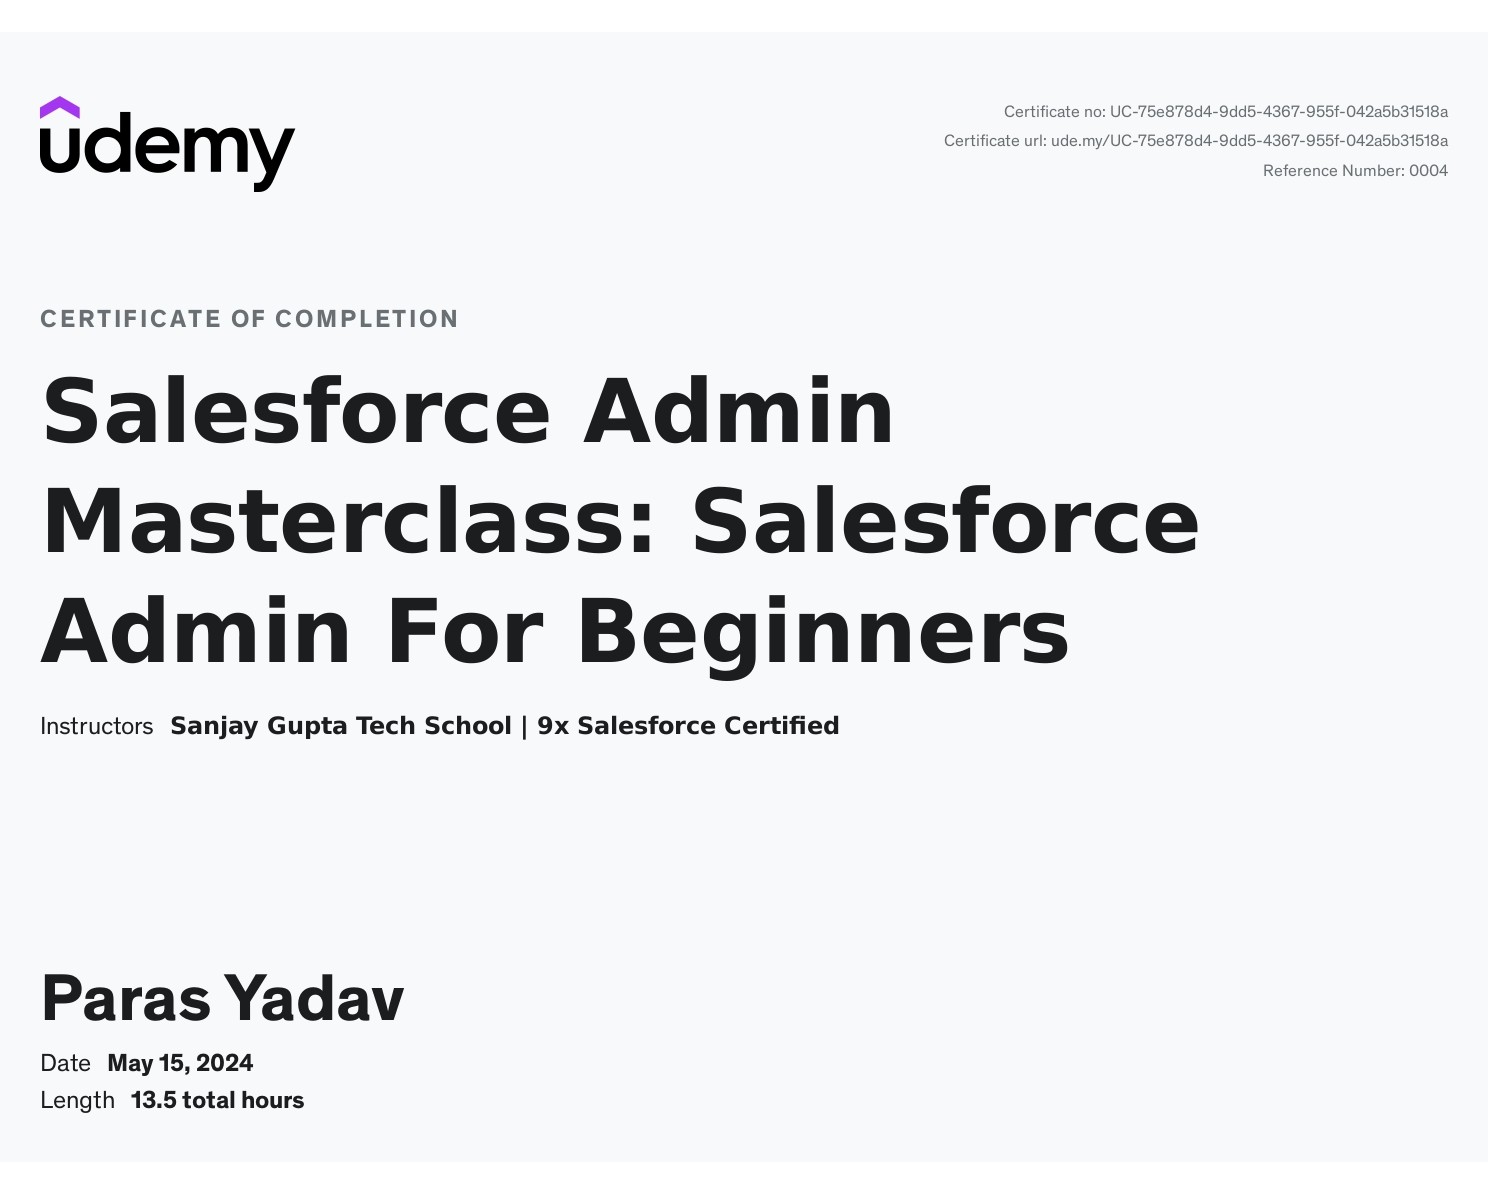 udemy
Certificate no: UC-75e878d4-9dd5-4367-955f-042a5b31518a
Certificate url: ude.my/UC-75e878d4-9dd5-4367-955f-042a5b31518a
Reference Number: 0004
CERTIFICATE OF COMPLETION
Salesforce Admin
Masterclass: Salesforce
Admin For Beginners
Instructors Sanjay Gupta Tech School | 9x Salesforce Certified
Paras Yadav
Date May 15, 2024
Length 13.5 total hours